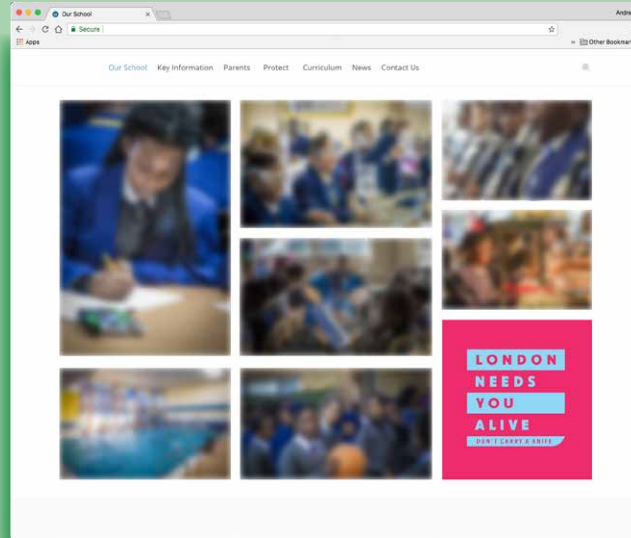 Our School
Andre
Secure
Apps
Other Bookmar
Our School Key Information Parents Protect Curriculum News Contact Us
LONDON
NEEDS
YOU
ALIVE
DON'T CARRY A KNIFE